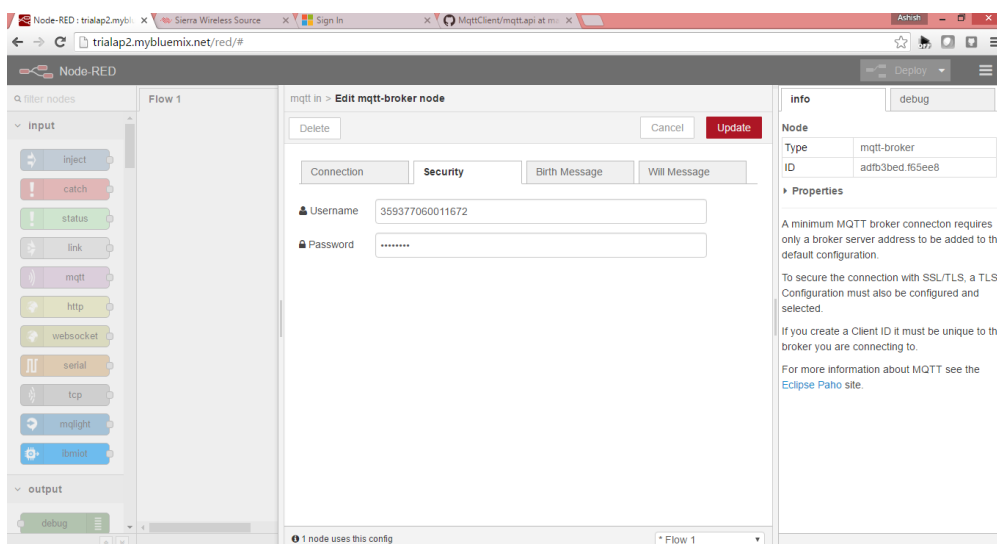 Node-RED : trialap2.mybl
Sierra Wireless Source
Sign In
MqttClient/mqtt.api at ma
Ashish
trialap2.mybluemix.net/red/#
Node-RED
Deploy
filter nodes
Flow 1
mqtt in > Edit mqtt-broker node
info
debug
input
Delete
Cancel
Update
Node
Type
mqtt-broker
ID
adfb3bed.f65ee8
Properties
inject
catch
status
link
mqtt
http
websocket
serial
tcp
mqlight
ibmiot
output
debug
Connection
Security
Birth Message
Will Message
Username
359377060011672
Password
••••••••
A minimum MQTT broker connecton requires
only a broker server address to be added to th
default configuration.
To secure the connection with SSL/TLS, a TLS
Configuration must also be configured and
selected.
If you create a Client ID it must be unique to th
broker you are connecting to.
For more information about MQTT see the
Eclipse Paho site.
1 node uses this config
* Flow 1